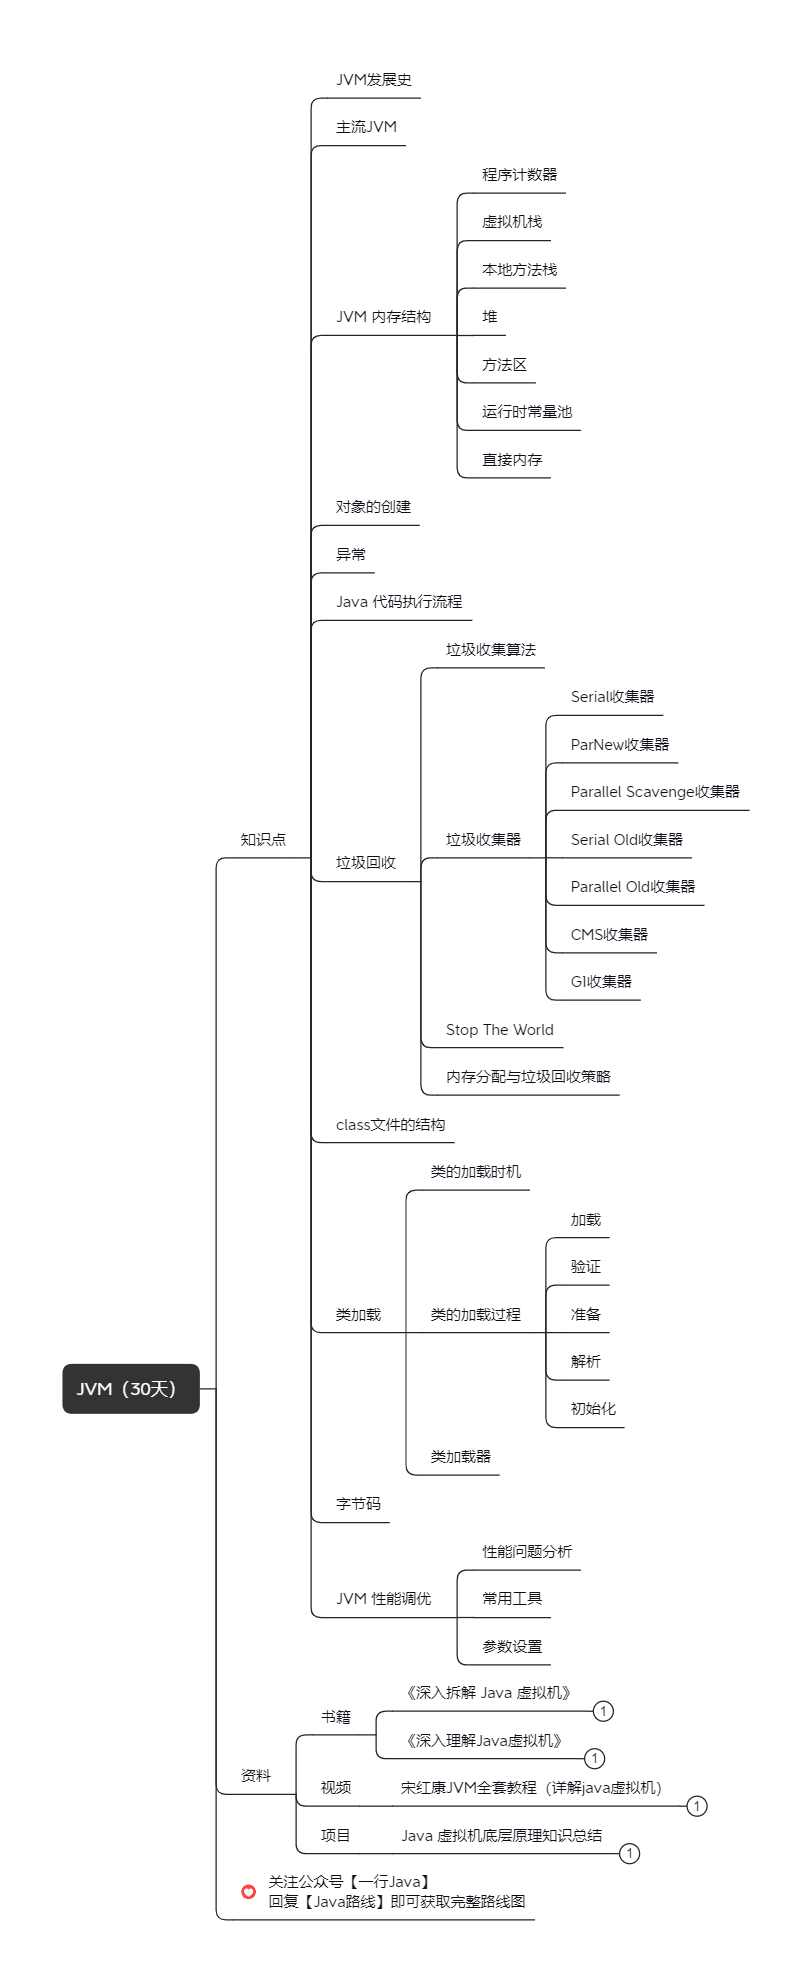 JVM发展史
主流JVM
程序计数器
虚拟机栈
本地方法栈
JVM 内存结构
堆
方法区
运行时常量池
直接内存
对象的创建
异常
Java 代码执行流程
垃圾收集算法
Serial收集器
ParNew收集器
Parallel Scavenge收集器
知识点
垃圾回收
垃圾收集器
Serial Old收集器
Parallel Old收集器
CMS收集器
G1收集器
Stop The World
内存分配与垃圾回收策略
class文件的结构
类的加载时机
加载
验证
类加载
类的加载过程
准备
解析
初始化
JVM（30天）
类加载器
字节码
性能问题分析
JVM 性能调优
常用工具
参数设置
书籍
《深入拆解 Java 虚拟机》 1
《深入理解Java虚拟机》 1
资料
视频
宋红康JVM全套教程（详解java虚拟机） 1
项目
Java 虚拟机底层原理知识总结 1
关注公众号【一行Java】
回复【Java路线】即可获取完整路线图